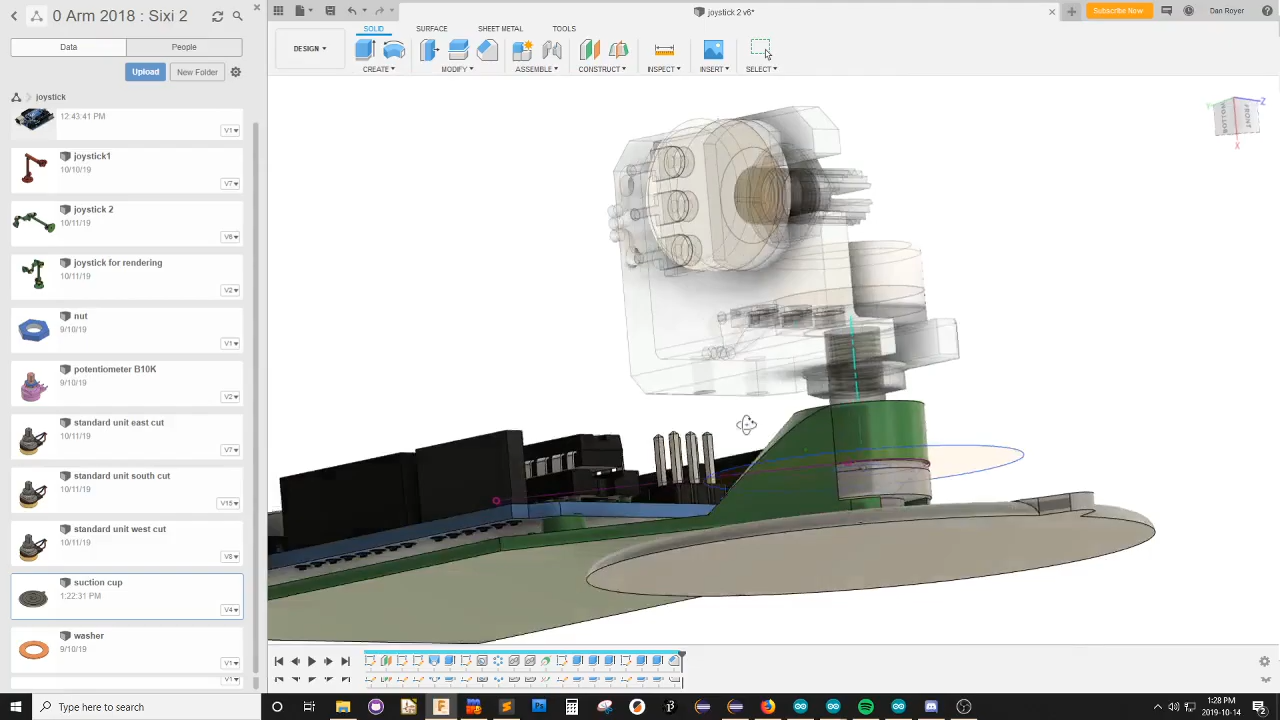 0 Arm 2018 : Sixi 2
joystick 2 v6*
Subscribe Now
Dan Royer
Data
People
Upload
New Folder
DESIGN
SOLID
SURFACE
SHEET METAL
TOOLS
CREATE
MODIFY
ASSEMBLE
CONSTRUCT
INSPECT
INSERT
SELECT
joystick
V1
joystick1
10/10/19
V7
joystick 2
10/11/19
V6
joystick for rendering
10/11/19
V2
nut
9/10/19
V1
potentiometer B10K
9/10/19
V2
standard unit east cut
10/11/19
V7
standard unit south cut
10/11/19
V15
standard unit west cut
10/11/19
suction cup
1:22:31 PM
V4
washer
9/10/19
V1
V1
FRONT
BOTTOM
X
Y
Z
Type here to search
1:28 PM
2019-10-14